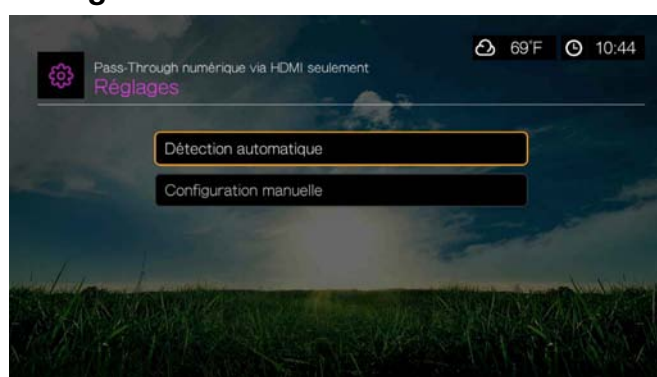 69°F 10:44
Pass-Through numérique via HDMI seulement
Réglages
Détection automatique
Configuration manuelle